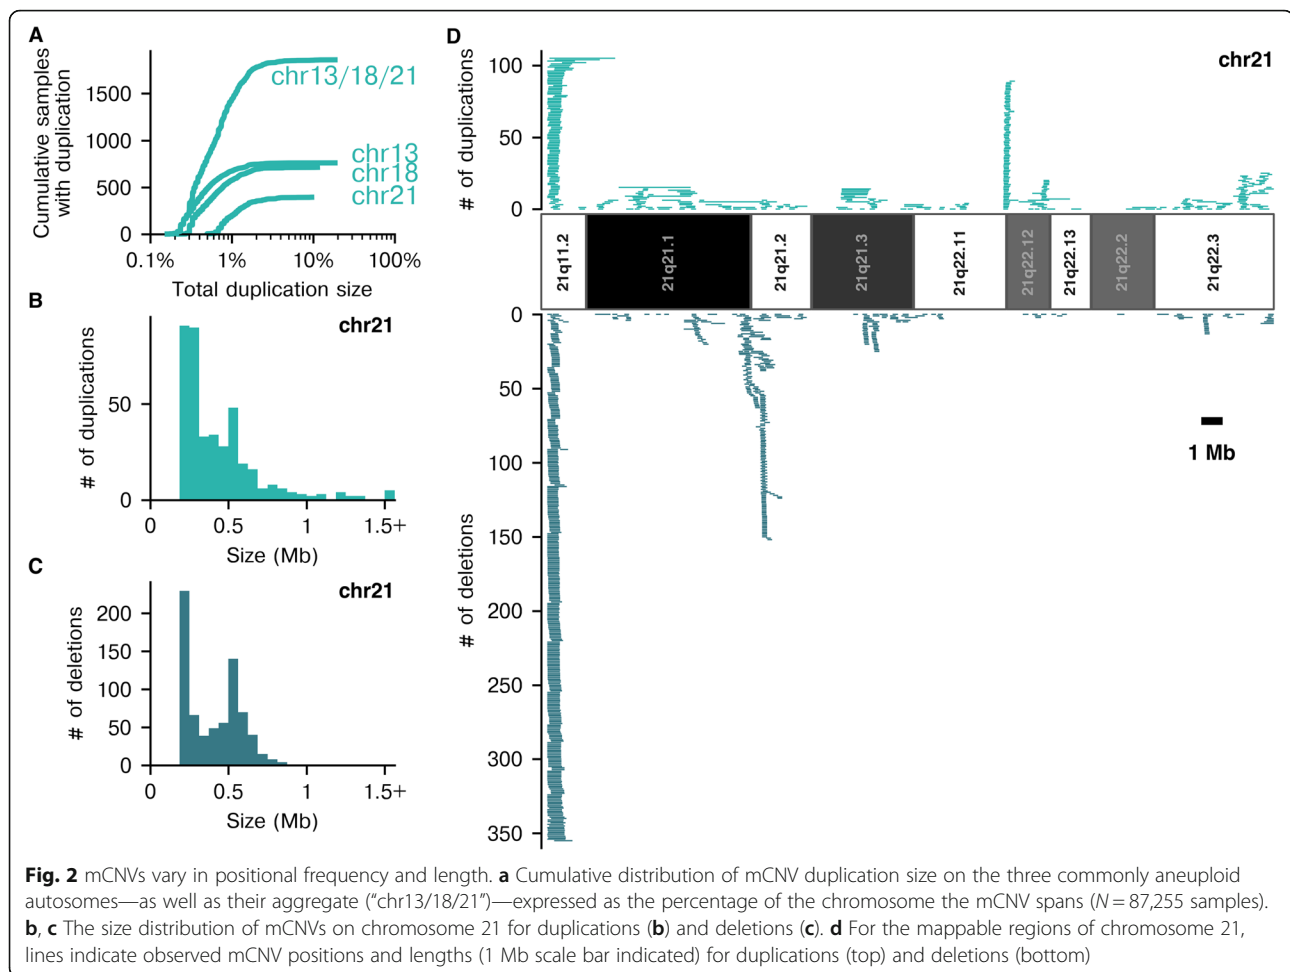 A
Cumulative samples
with duplication
1500
1000
500
0
chr13/18/21
chr13
chr18
chr21
0.1% 1% 10% 100%
Total duplication size
B
chr21
# of duplications
50
0
0 0.5 1 1.5+
Size (Mb)
C
chr21
# of deletions
200
150
100
50
0
0 0.5 1 1.5+
Size (Mb)
D
chr21
# of duplications
100
50
0
21q11.2 21q21.1 21q21.2 21q21.3 21q22.11 21q22.12 21q22.13 21q22.2 21q22.3
# of deletions
0
50
100
150
200
250
300
350
1 Mb
Fig. 2 mCNVs vary in positional frequency and length. a Cumulative distribution of mCNV duplication size on the three commonly aneuploid
autosomes—as well as their aggregate (“chr13/18/21”)—expressed as the percentage of the chromosome the mCNV spans (N = 87,255 samples).
b, c The size distribution of mCNVs on chromosome 21 for duplications (b) and deletions (c). d For the mappable regions of chromosome 21,
lines indicate observed mCNV positions and lengths (1 Mb scale bar indicated) for duplications (top) and deletions (bottom)